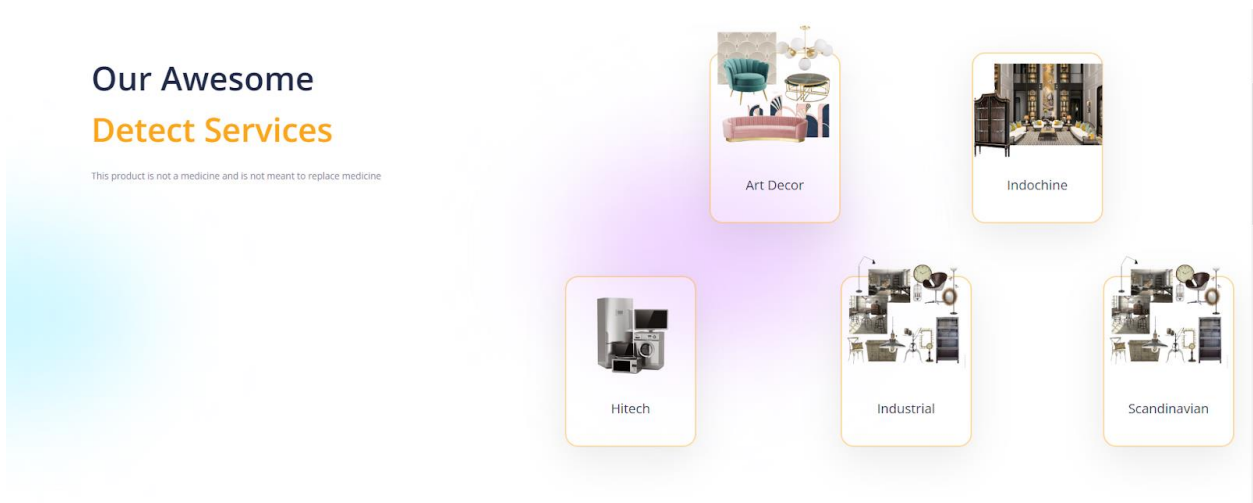 Our Awesome
Detect Services
This product is not a medicine and is not meant to replace medicine
Art Decor
Indochine
Hitech
Industrial
Scandinavian